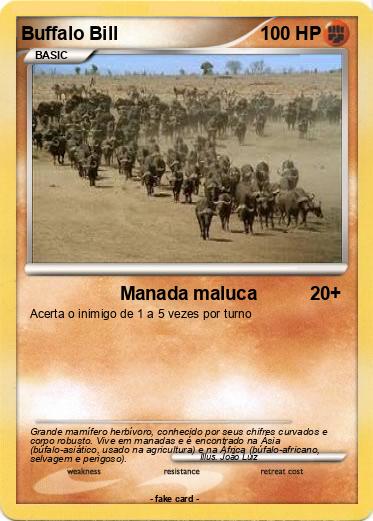 Buffalo Bill 100 HP
BASIC
Manada maluca 20+
Acerta o inimigo de 1 a 5 vezes por turno
Grande mamífero herbívoro, conhecido por seus chifres curvados e
corpo robusto. Vive em manadas e é encontrado na Ásia
(búfalo-asiático, usado na agricultura) e na África (búfalo-africano,
selvagem e perigoso).
Illus. Joao Luiz
weakness resistance retreat cost
- fake card -